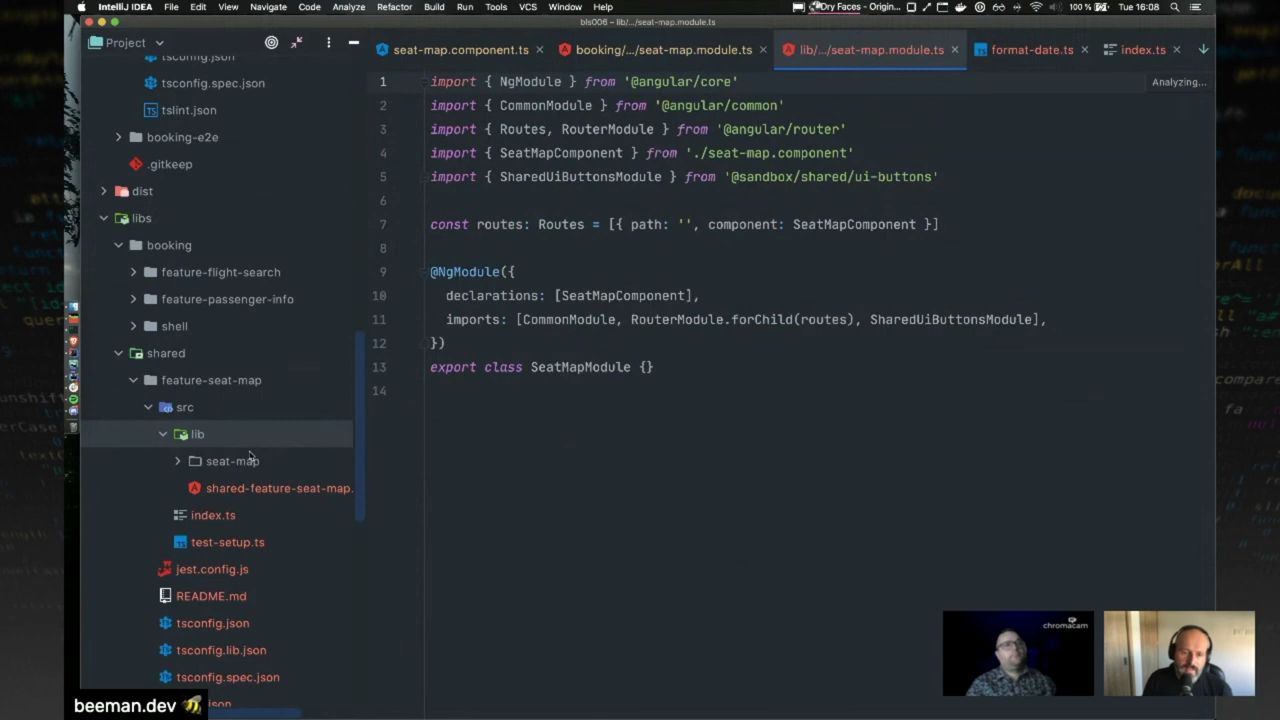 IntelliJ IDEA File Edit View Navigate Code Analyze Refactor Build Run Tools VCS Window Dry Faces - Origin... 100 % Tue 16:08
bls006 – lib/.../seat-map.module.ts
Project
seat-map.component.ts
booking/.../seat-map.module.ts
lib/.../seat-map.module.ts
format-date.ts
index.ts
tsconfig.json
tsconfig.spec.json
tslint.json
booking-e2e
.gitkeep
dist
libs
booking
feature-flight-search
feature-passenger-info
shell
shared
feature-seat-map
src
lib
seat-map
shared-feature-seat-map.
index.ts
test-setup.ts
jest.config.js
README.md
tsconfig.json
tsconfig.lib.json
tsconfig.spec.json
Analyzing...
1 import { NgModule } from '@angular/core'
2 import { CommonModule } from '@angular/common'
3 import { Routes, RouterModule } from '@angular/router'
4 import { SeatMapComponent } from './seat-map.component'
5 import { SharedUiButtonsModule } from '@sandbox/shared/ui-buttons'
6
7 const routes: Routes = [{ path: '', component: SeatMapComponent }]
8
9 @NgModule({
10 declarations: [SeatMapComponent],
11 imports: [CommonModule, RouterModule.forChild(routes), SharedUiButtonsModule],
12 })
13 export class SeatMapModule {}
14
chromacam
beeman.dev